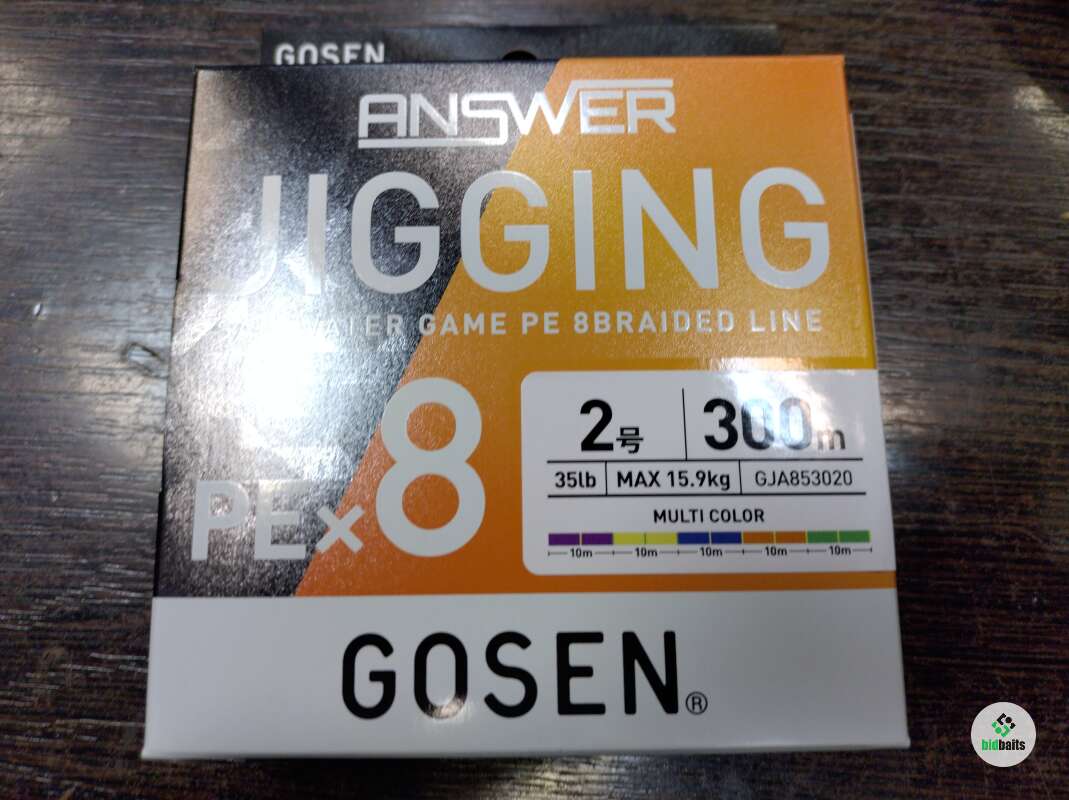 GOSEN
ANSWER
JIGGING
GAME PE 8BRAIDED LINE
PE×8
2号 300m
35lb MAX 15.9kg GJA853020
MULTI COLOR
10m 10m 10m 10m 10m
GOSEN®
bidbaits